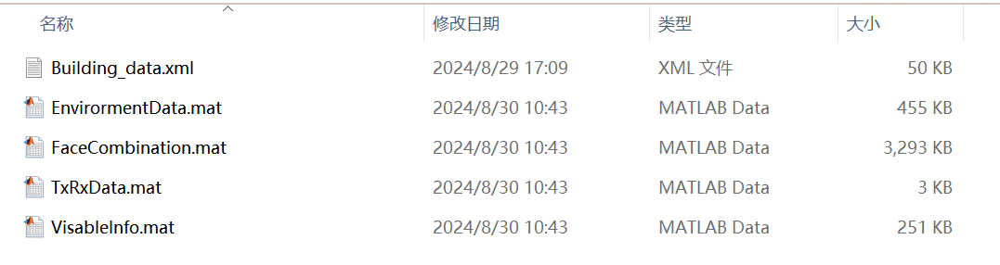 名称 修改日期 类型 大小
Building_data.xml 2024/8/29 17:09 XML 文件 50 KB
EnvirormentData.mat 2024/8/30 10:43 MATLAB Data 455 KB
FaceCombination.mat 2024/8/30 10:43 MATLAB Data 3,293 KB
TxRxData.mat 2024/8/30 10:43 MATLAB Data 3 KB
VisableInfo.mat 2024/8/30 10:43 MATLAB Data 251 KB